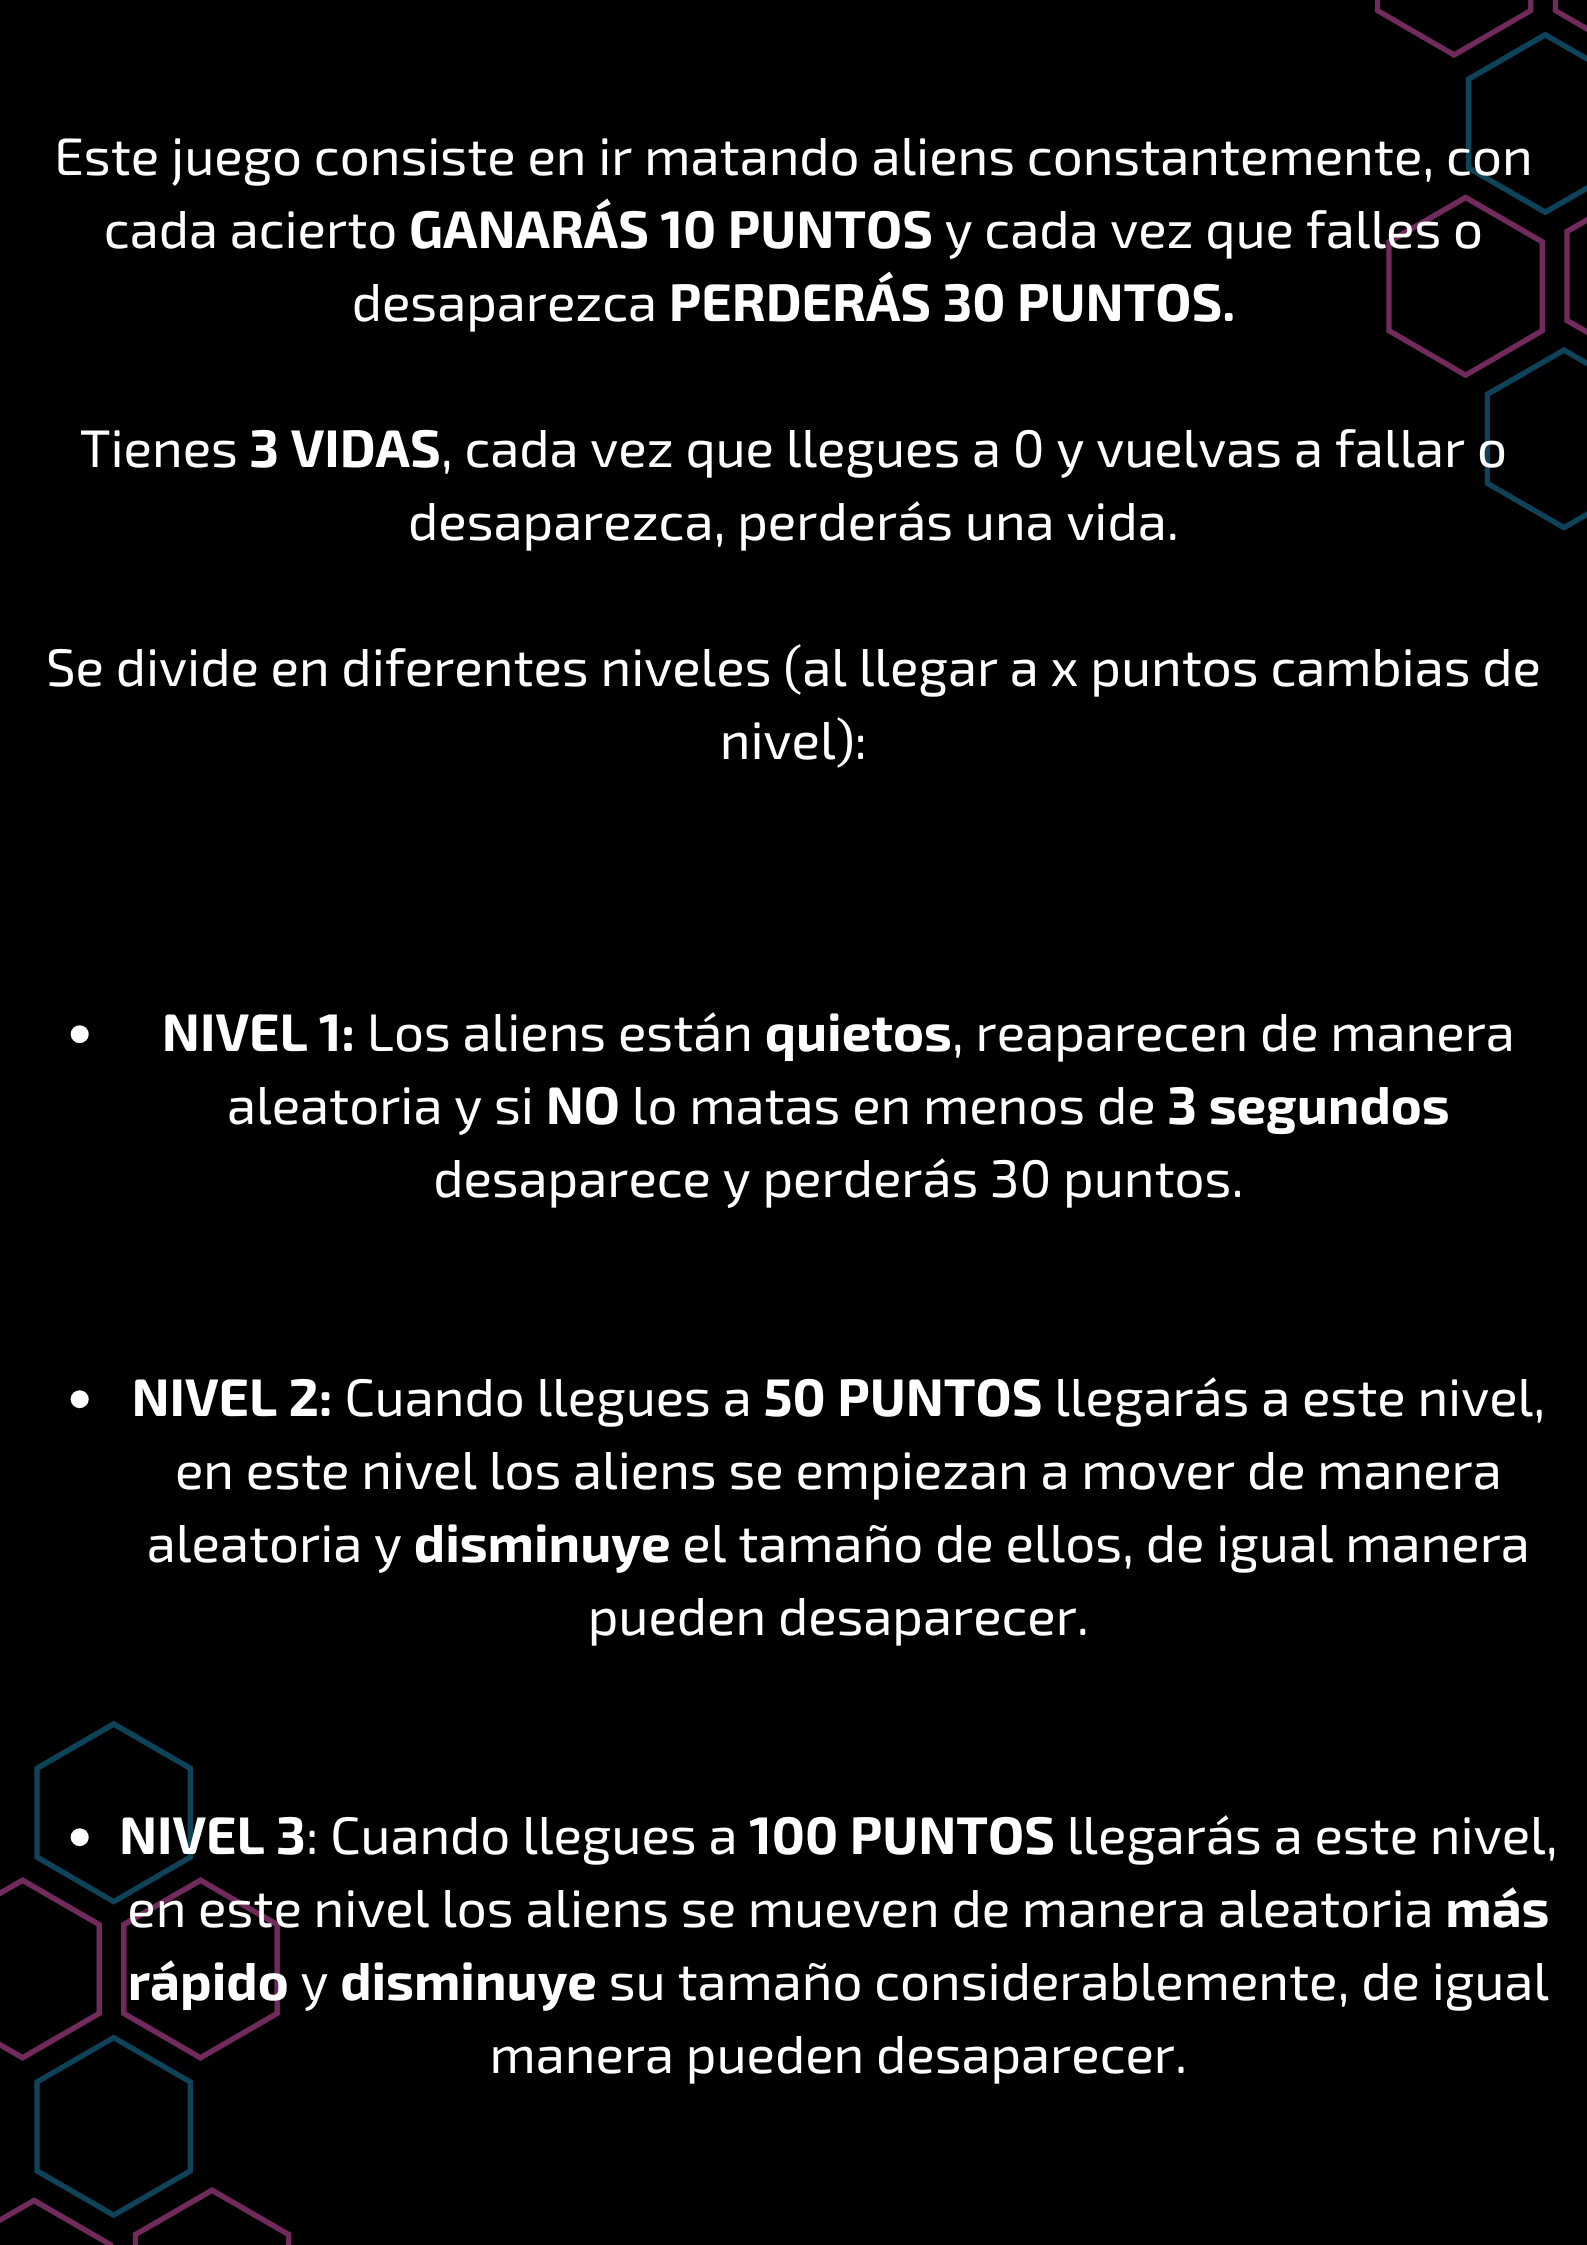 Este juego consiste en ir matando aliens constantemente, con
cada acierto GANARÁS 10 PUNTOS y cada vez que falles o
desaparezca PERDERÁS 30 PUNTOS.
Tienes 3 VIDAS, cada vez que llegues a 0 y vuelvas a fallar o
desaparezca, perderás una vida.
Se divide en diferentes niveles (al llegar a x puntos cambias de
nivel):
• NIVEL 1: Los aliens están quietos, reaparecen de manera
aleatoria y si NO lo matas en menos de 3 segundos
desaparece y perderás 30 puntos.
• NIVEL 2: Cuando llegues a 50 PUNTOS llegarás a este nivel,
en este nivel los aliens se empiezan a mover de manera
aleatoria y disminuye el tamaño de ellos, de igual manera
pueden desaparecer.
• NIVEL 3: Cuando llegues a 100 PUNTOS llegarás a este nivel,
en este nivel los aliens se mueven de manera aleatoria más
rápido y disminuye su tamaño considerablemente, de igual
manera pueden desaparecer.